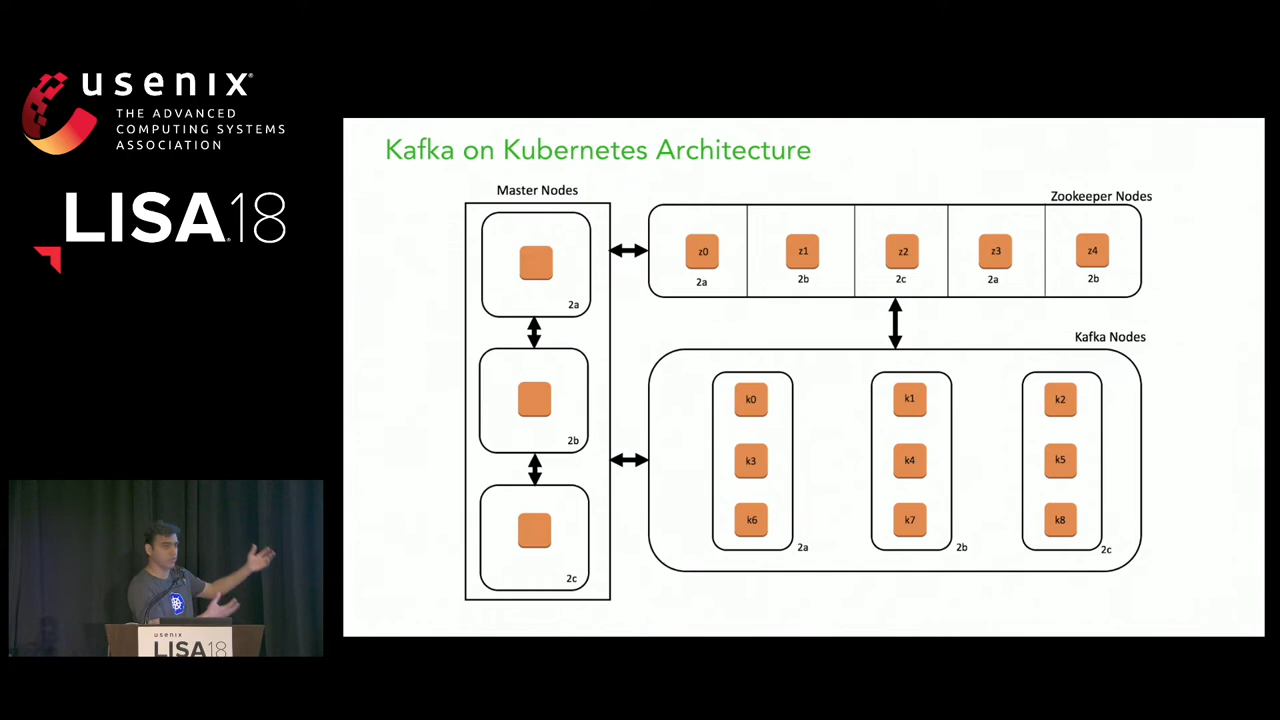 usenix
THE ADVANCED
COMPUTING SYSTEMS
ASSOCIATION
LISA18
Kafka on Kubernetes Architecture
Master Nodes
2a
2b
2c
Zookeeper Nodes
z0 z1 z2 z3 z4
2a 2b 2c 2a 2b
Kafka Nodes
k0 k1 k2
k3 k4 k5
k6 k7 k8
2a 2b 2c
usenix
LISA18